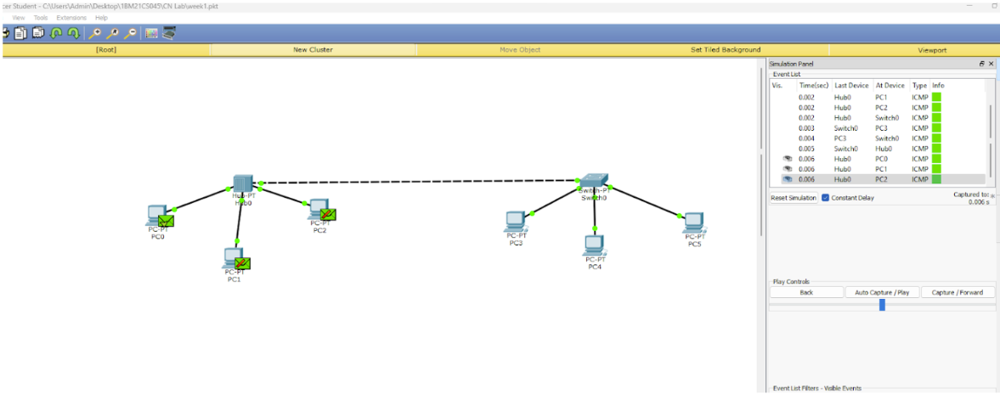 cer Student - C:\Users\Admin\Desktop\1BM21CS045\CN Lab\week1.pkt
View Tools Extensions Help
[Root] New Cluster Move Object Set Tiled Background Viewport
Simulation Panel
Event List
Vis. Time(sec) Last Device At Device Type Info
0.002 Hub0 PC1 ICMP
0.002 Hub0 PC2 ICMP
0.002 Hub0 Switch0 ICMP
0.003 Switch0 PC3 ICMP
0.004 PC3 Switch0 ICMP
0.005 Switch0 Hub0 ICMP
0.006 Hub0 PC0 ICMP
0.006 Hub0 PC1 ICMP
0.006 Hub0 PC2 ICMP
Reset Simulation Constant Delay Captured to:
0.006 s
Hub-PT
Hub0
Switch-PT
Switch0
PC-PT
PC0
PC-PT
PC2
PC-PT
PC1
PC-PT
PC3
PC-PT
PC4
PC-PT
PC5
Play Controls
Back Auto Capture / Play Capture / Forward
Event List Filters - Visible Events